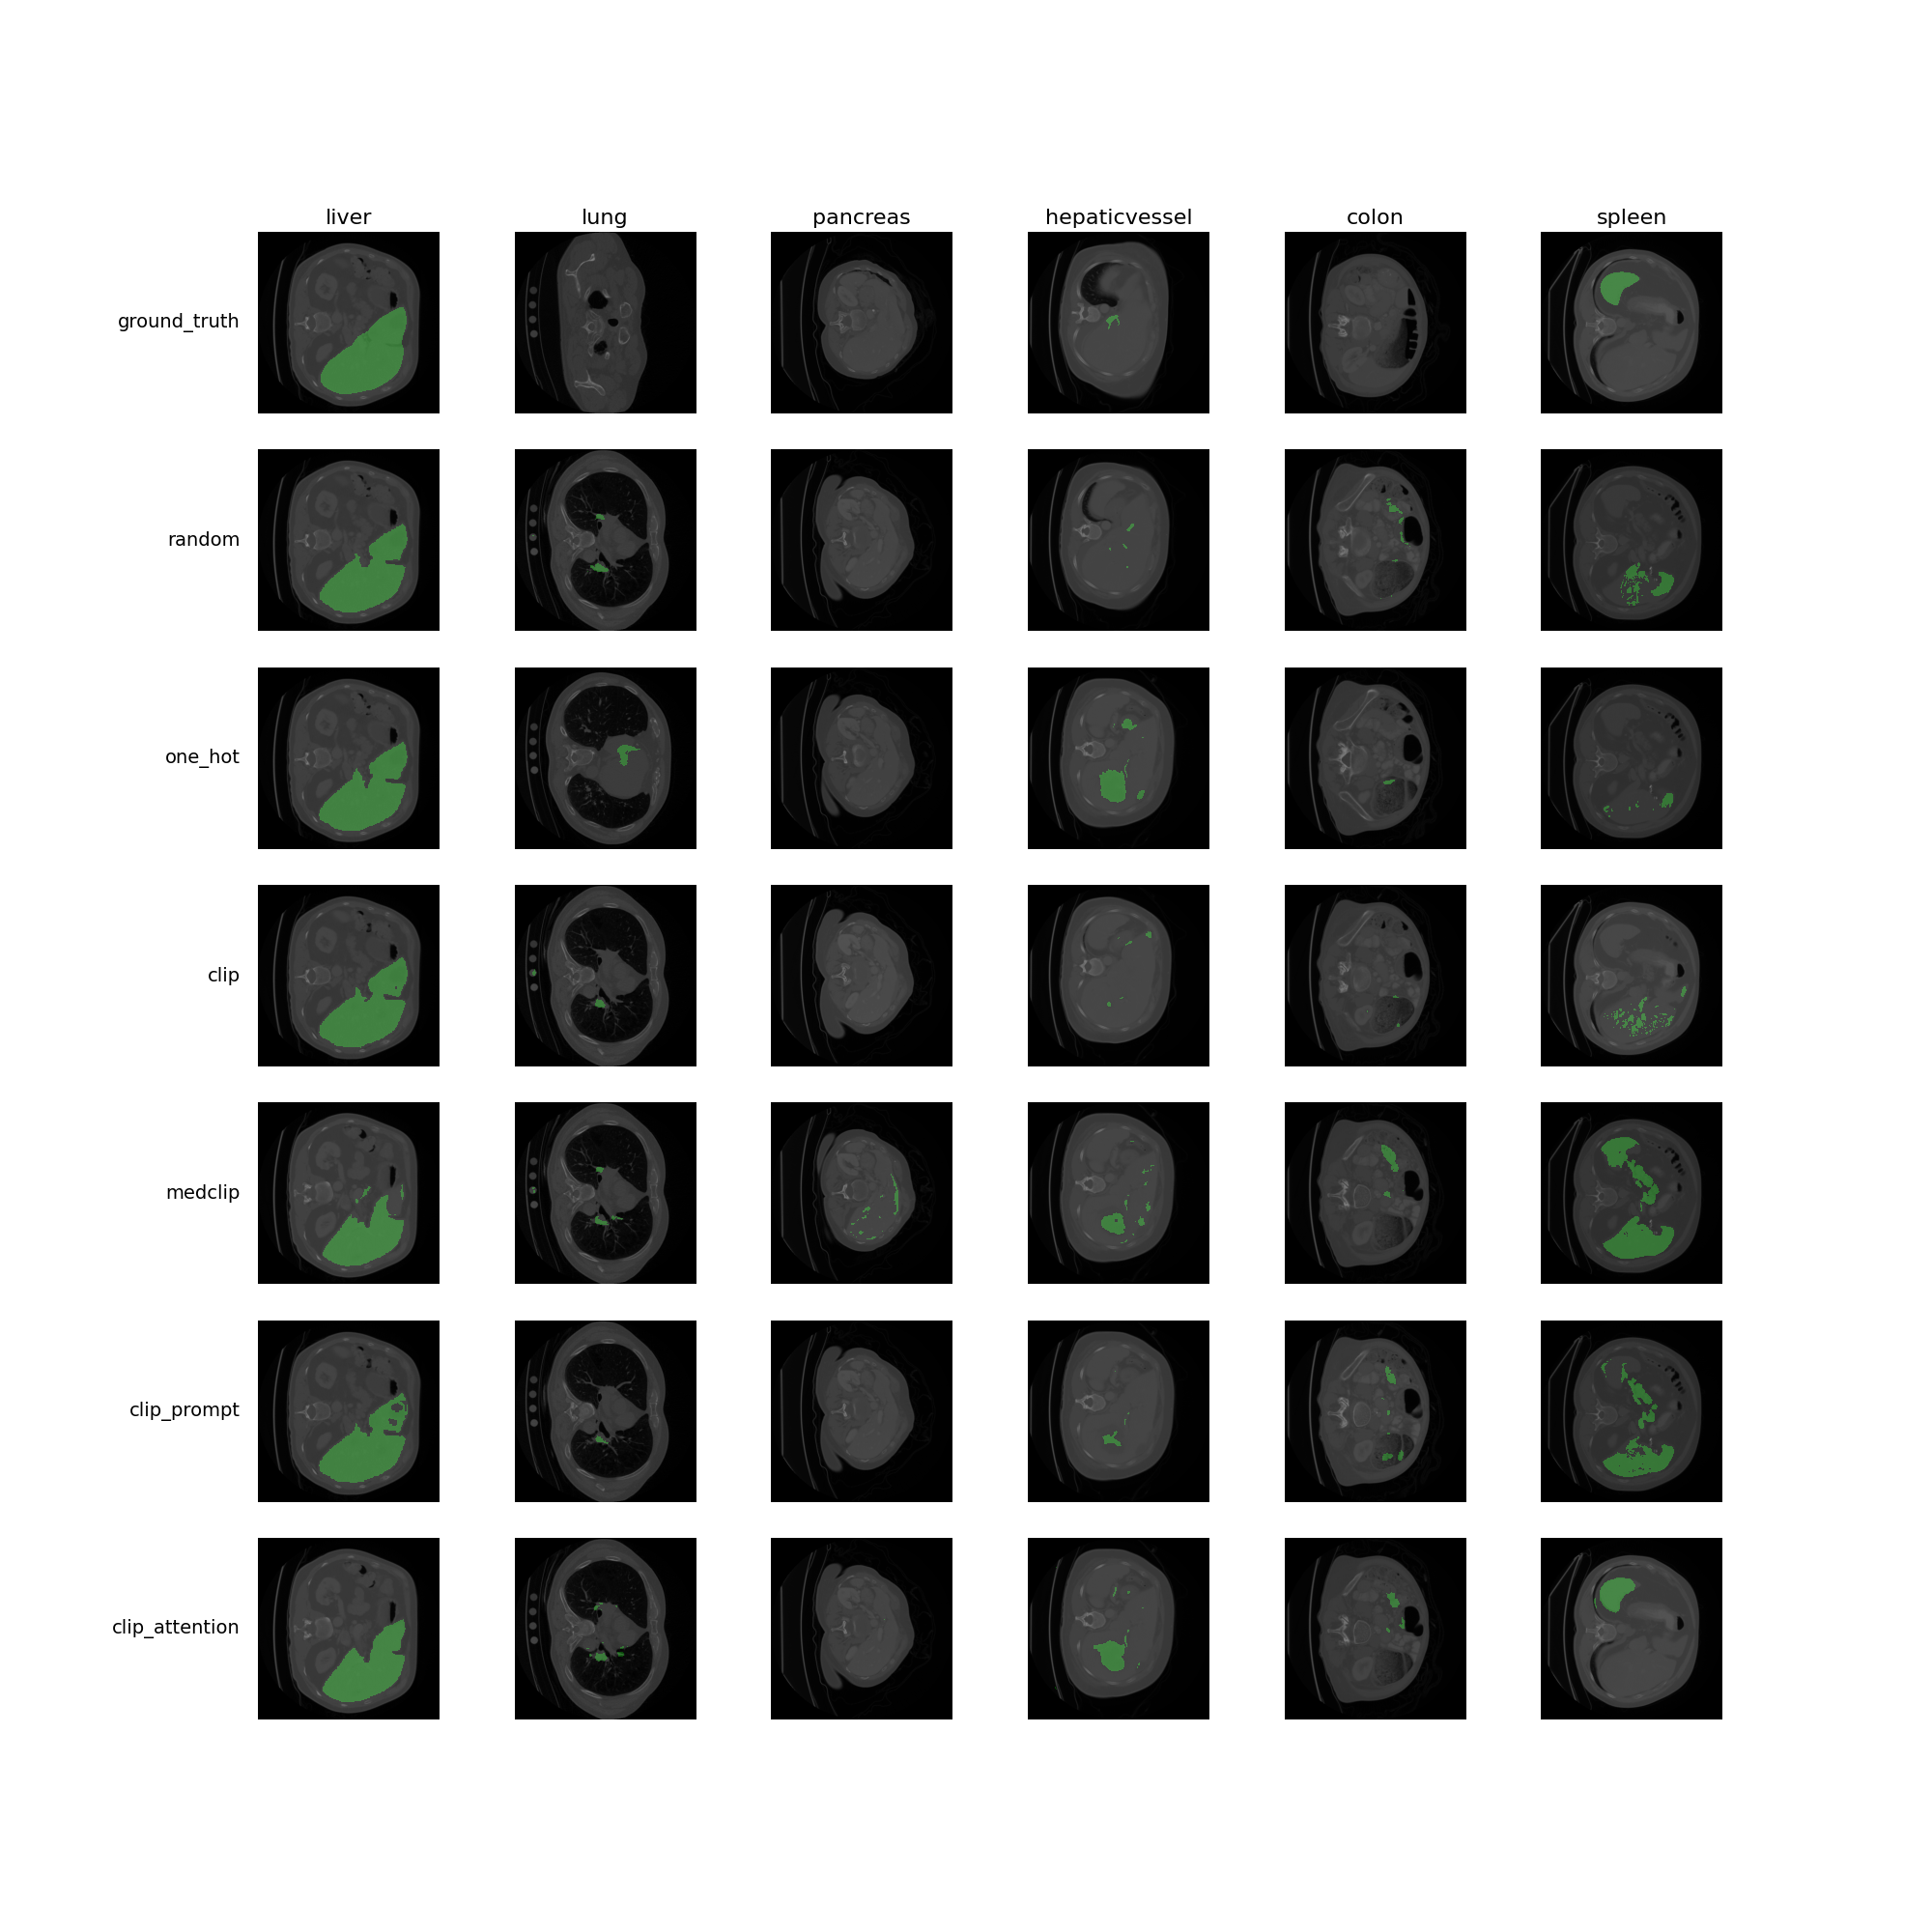 liver lung pancreas hepaticvessel colon spleen
ground_truth
random
one_hot
clip
medclip
clip_prompt
clip_attention